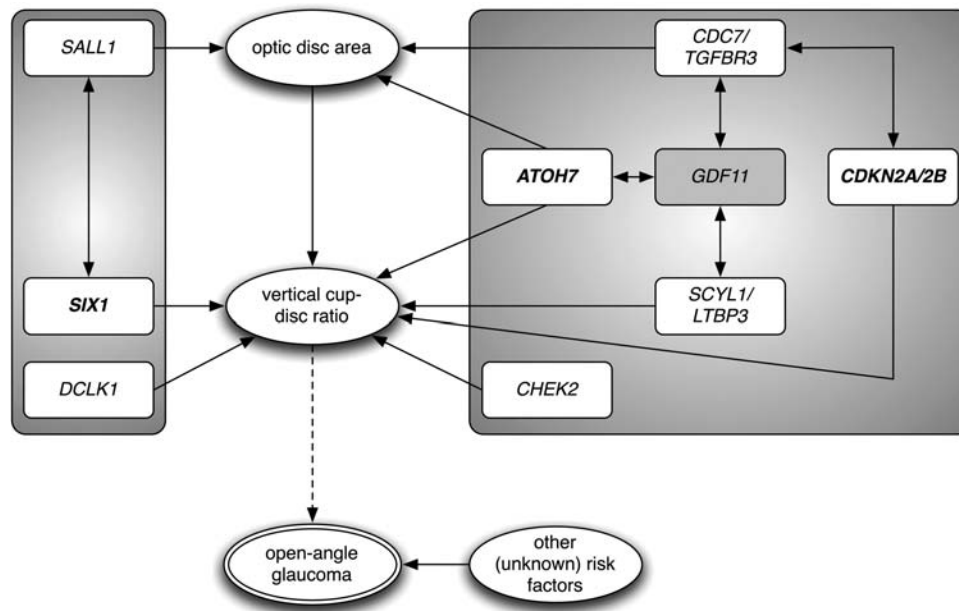 SALL1
optic disc area
CDC7/
TGFBR3
ATOH7
GDF11
CDKN2A/2B
SIX1
vertical cup-
disc ratio
SCYL1/
LTBP3
DCLK1
CHEK2
open-angle
glaucoma
other
(unknown) risk
factors